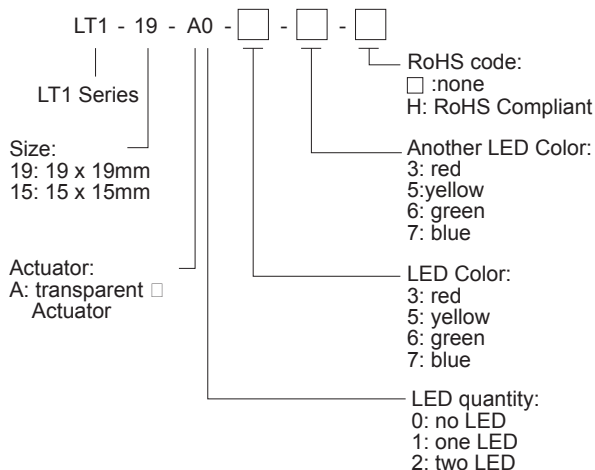 LT1 - 19 - A0 - □ - □ - □
LT1 Series
Size:
19: 19 x 19mm
15: 15 x 15mm
Actuator:
A: transparent □
Actuator
RoHS code:
□ :none
H: RoHS Compliant
Another LED Color:
3: red
5:yellow
6: green
7: blue
LED Color:
3: red
5: yellow
6: green
7: blue
LED quantity:
0: no LED
1: one LED
2: two LED